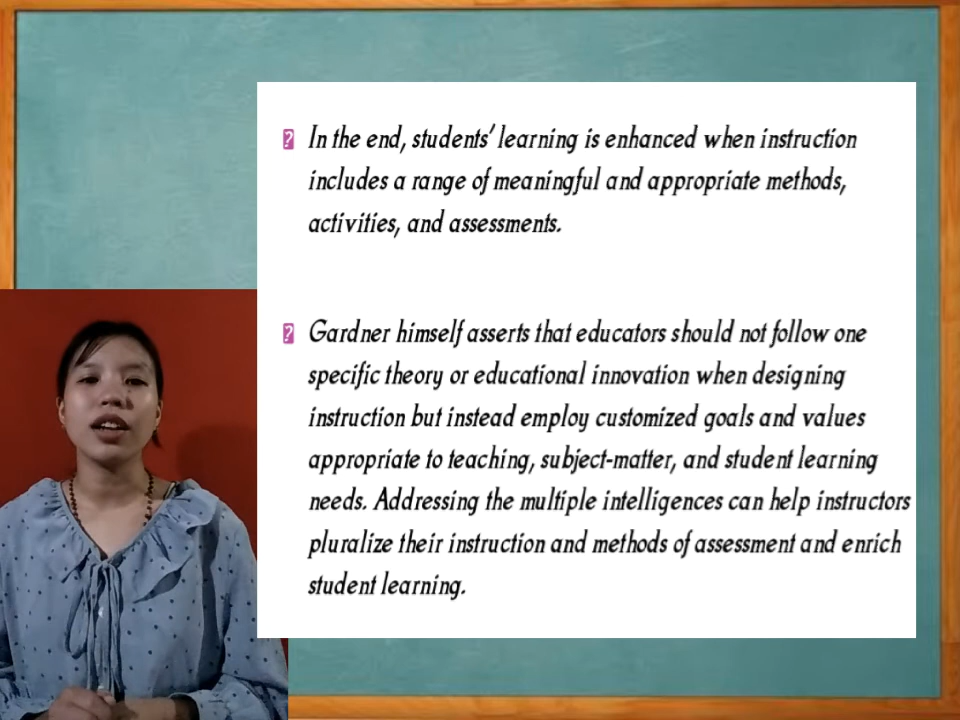 In the end, students' learning is enhanced when instruction
includes a range of meaningful and appropriate methods,
activities, and assessments.
Gardner himself asserts that educators should not follow one
specific theory or educational innovation when designing
instruction but instead employ customized goals and values
appropriate to teaching, subject-matter, and student learning
needs. Addressing the multiple intelligences can help instructors
pluralize their instruction and methods of assessment and enrich
student learning.